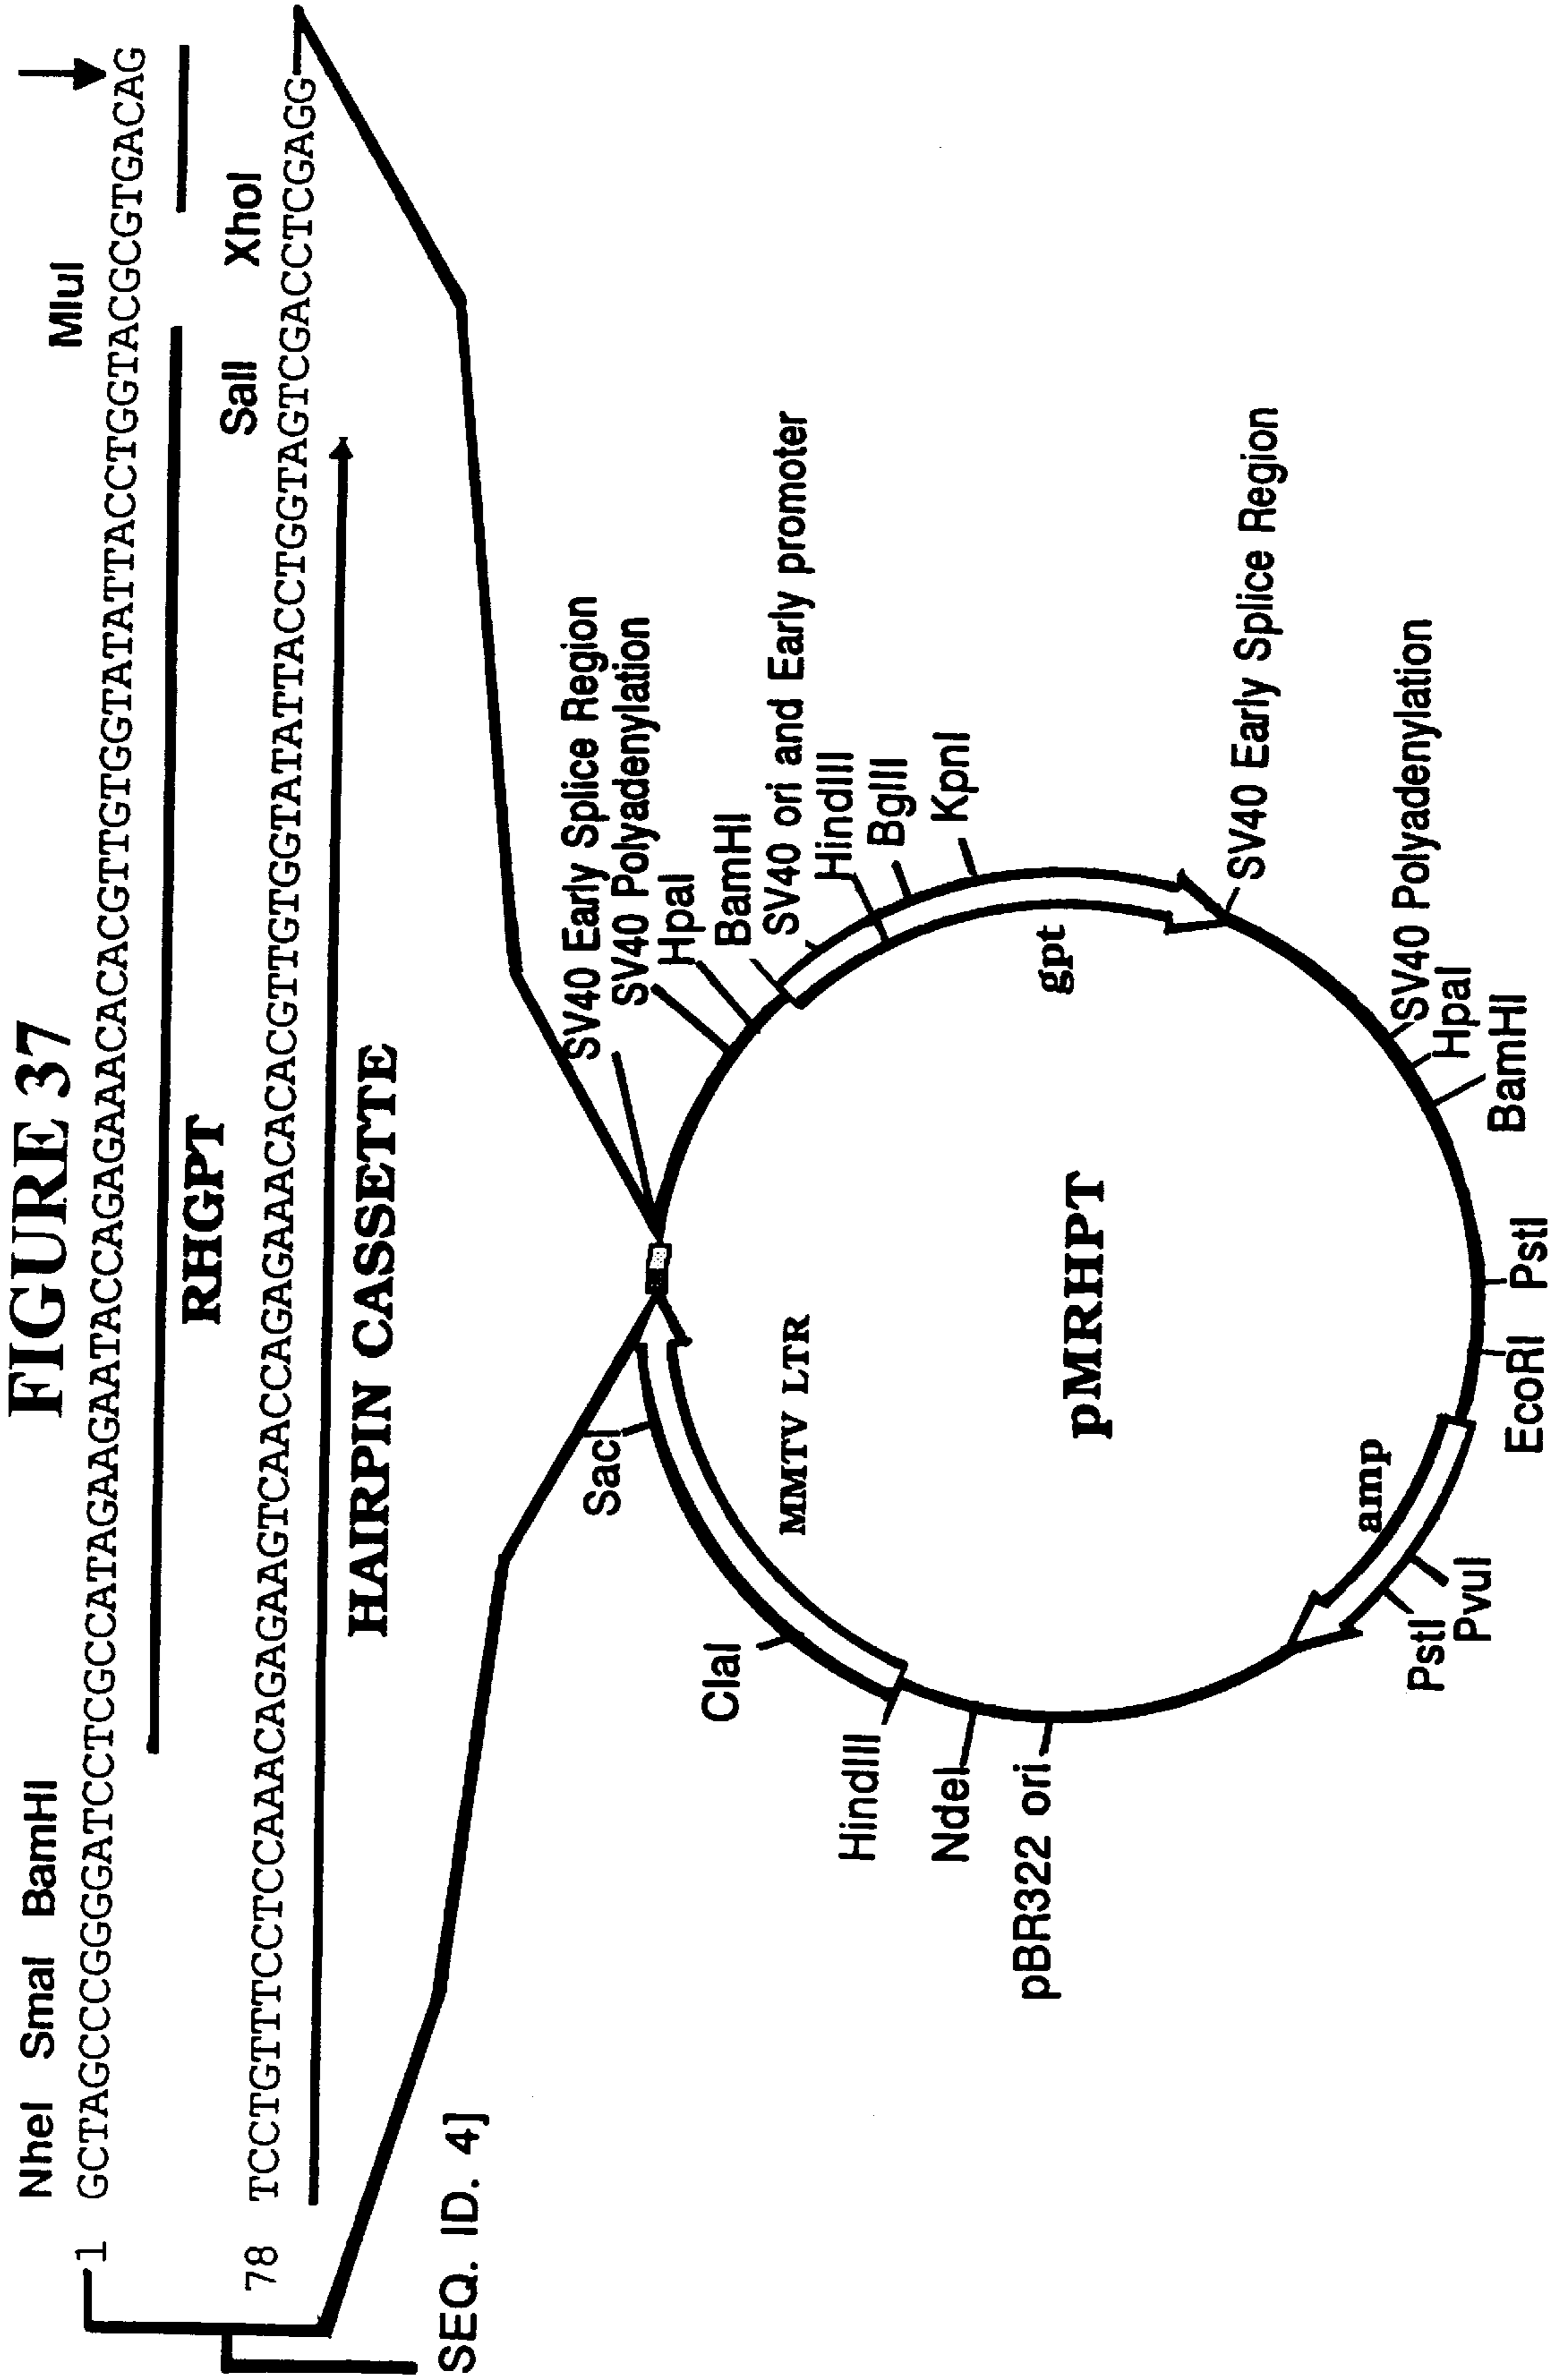 FIGURE 37
NheI SmaI BamHI MluI
1 GCTAGCCCGGGGATCCTCGCCATAGAAGAATACCAGAGAAACACACGTTGTGGTATATTACCTGGTACGCGTGACAG
RHGPT
SalI XhoI
78 TCCTGTTTCCTCCAAACAGAGAAGTCAACCAGAGAAACACACGTTGTGGTATATTACCTGGTAGTCGACCTCGAGG
HAIRPIN CASSETTE
SEQ. ID. 4]
SV40 Early Splice Region
SV40 Polyadenylation
HpaI
BamHI
SV40 ori and Early promoter
HindIII
BglII
KpnI
gpt
SV40 Early Splice Region
SV40 Polyadenylation
HpaI
BamHI
PstI
EcoRI
amp
PvuI
PstI
pBR322 ori
NdeI
HindIII
ClaI
SacI
MMTV LTR
pMRHPT